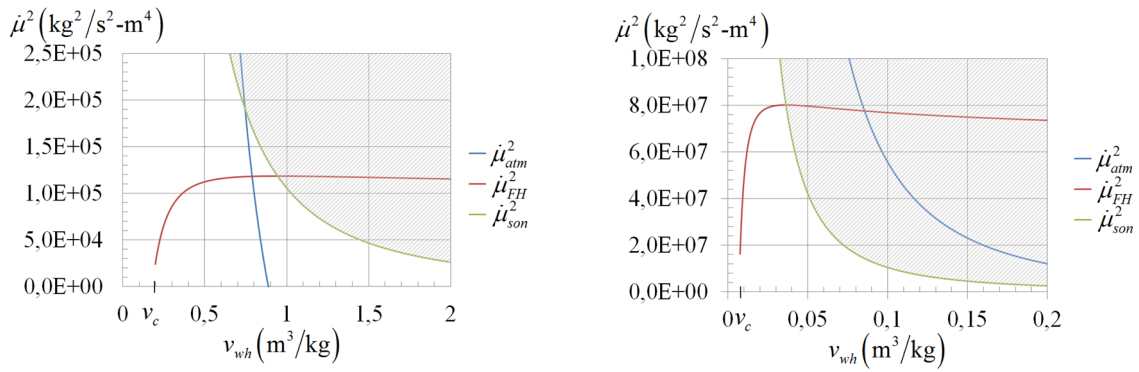 μ̇² (kg²/s²-m⁴)
2,5E+05
2,0E+05
1,5E+05
1,0E+05
5,0E+04
0,0E+00
0 v_c 0,5 1 1,5 2
v_wh (m³/kg)
μ̇²_atm
μ̇²_FH
μ̇²_son
μ̇² (kg²/s²-m⁴)
1,0E+08
8,0E+07
6,0E+07
4,0E+07
2,0E+07
0,0E+00
0 v_c 0,05 0,1 0,15 0,2
v_wh (m³/kg)
μ̇²_atm
μ̇²_FH
μ̇²_son